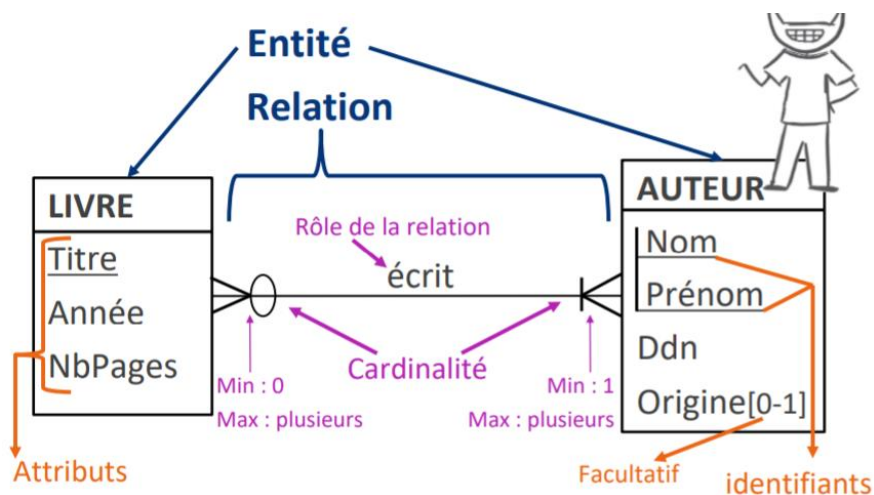 Entité
Relation
LIVRE
Titre
Année
NbPages
Rôle de la relation
écrit
Cardinalité
Min : 0
Max : plusieurs
Min : 1
Max : plusieurs
AUTEUR
Nom
Prénom
Ddn
Origine[0-1]
Attributs
Facultatif
identifiants